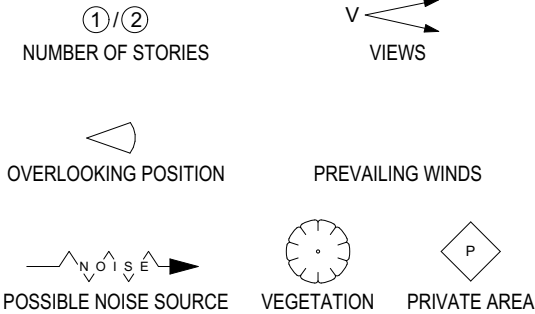 1 / 2
V
NUMBER OF STORIES
VIEWS
OVERLOOKING POSITION
PREVAILING WINDS
NOISE
P
POSSIBLE NOISE SOURCE
VEGETATION
PRIVATE AREA